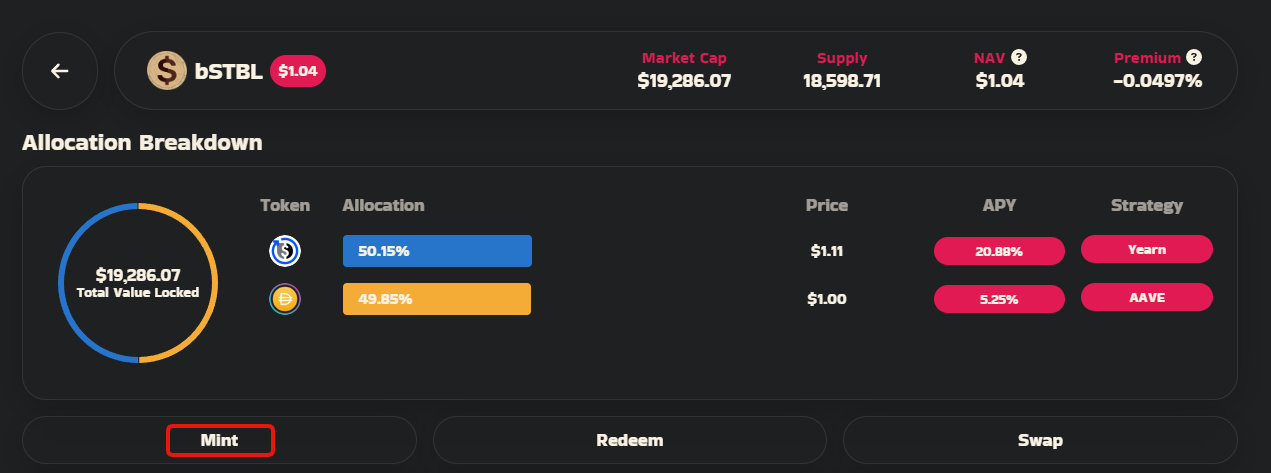 bSTBL $1.04
Market Cap Supply NAV ? Premium ?
$19,286.07 18,598.71 $1.04 -0.0497%
Allocation Breakdown
Token Allocation Price APY Strategy
50.15% $1.11 20.88% Yearn
$19,286.07
Total Value Locked
49.85% $1.00 5.25% AAVE
Mint Redeem Swap